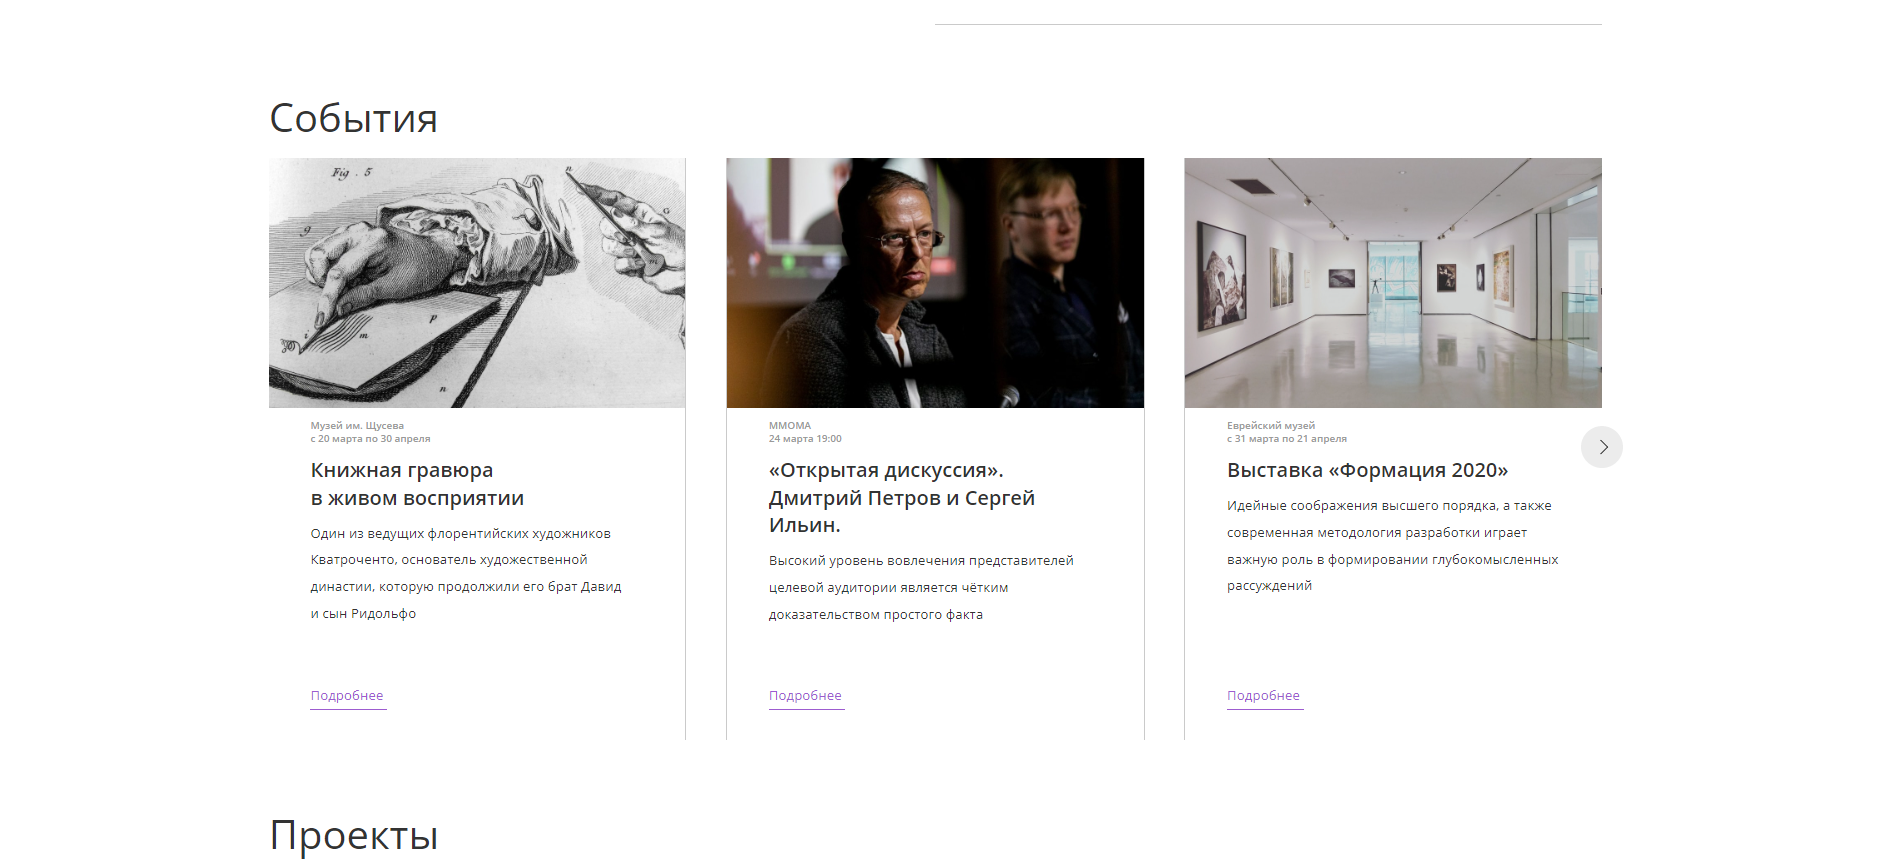 События
Fig . 5
n
G
g
m
i
m
p
n
Музей им. Щусева
с 20 марта по 30 апреля
Книжная гравюра
в живом восприятии
Один из ведущих флорентийских художников
Кватроченто, основатель художественной
династии, которую продолжили его брат Давид
и сын Ридольфо
Подробнее
ММОМА
24 марта 19:00
«Открытая дискуссия».
Дмитрий Петров и Сергей
Ильин.
Высокий уровень вовлечения представителей
целевой аудитории является чётким
доказательством простого факта
Подробнее
Еврейский музей
с 31 марта по 21 апреля
Выставка «Формация 2020»
Идейные соображения высшего порядка, а также
современная методология разработки играет
важную роль в формировании глубокомысленных
рассуждений
Подробнее
Проекты